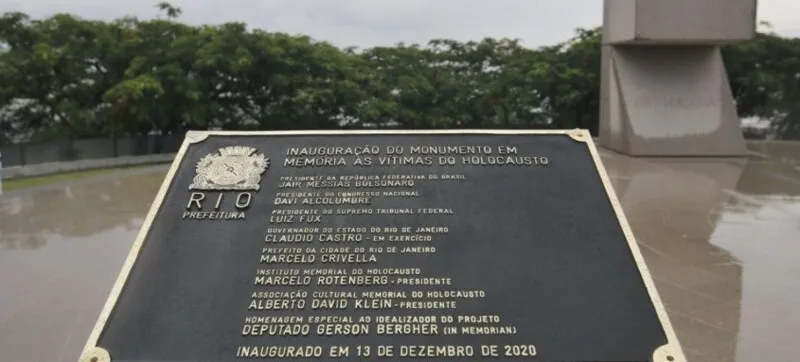 INAUGURAÇÃO DO MONUMENTO EM
MEMÓRIA ÀS VÍTIMAS DO HOLOCAUSTO
RIO
PREFEITURA
PRESIDENTE DA REPÚBLICA FEDERATIVA DO BRASIL
JAIR MESSIAS BOLSONARO
PRESIDENTE DO CONGRESSO NACIONAL
DAVI ALCOLUMBRE
PRESIDENTE DO SUPREMO TRIBUNAL FEDERAL
LUIZ FUX
GOVERNADOR DO ESTADO DO RIO DE JANEIRO
CLAUDIO CASTRO - EM EXERCÍCIO
PREFEITO DA CIDADE DO RIO DE JANEIRO
MARCELO CRIVELLA
INSTITUTO MEMORIAL DO HOLOCAUSTO
MARCELO ROTENBERG - PRESIDENTE
ASSOCIAÇÃO CULTURAL MEMORIAL DO HOLOCAUSTO
ALBERTO DAVID KLEIN - PRESIDENTE
HOMENAGEM ESPECIAL AO IDEALIZADOR DO PROJETO
DEPUTADO GERSON BERGHER (IN MEMORIAN)
INAUGURADO EM 13 DE DEZEMBRO DE 2020